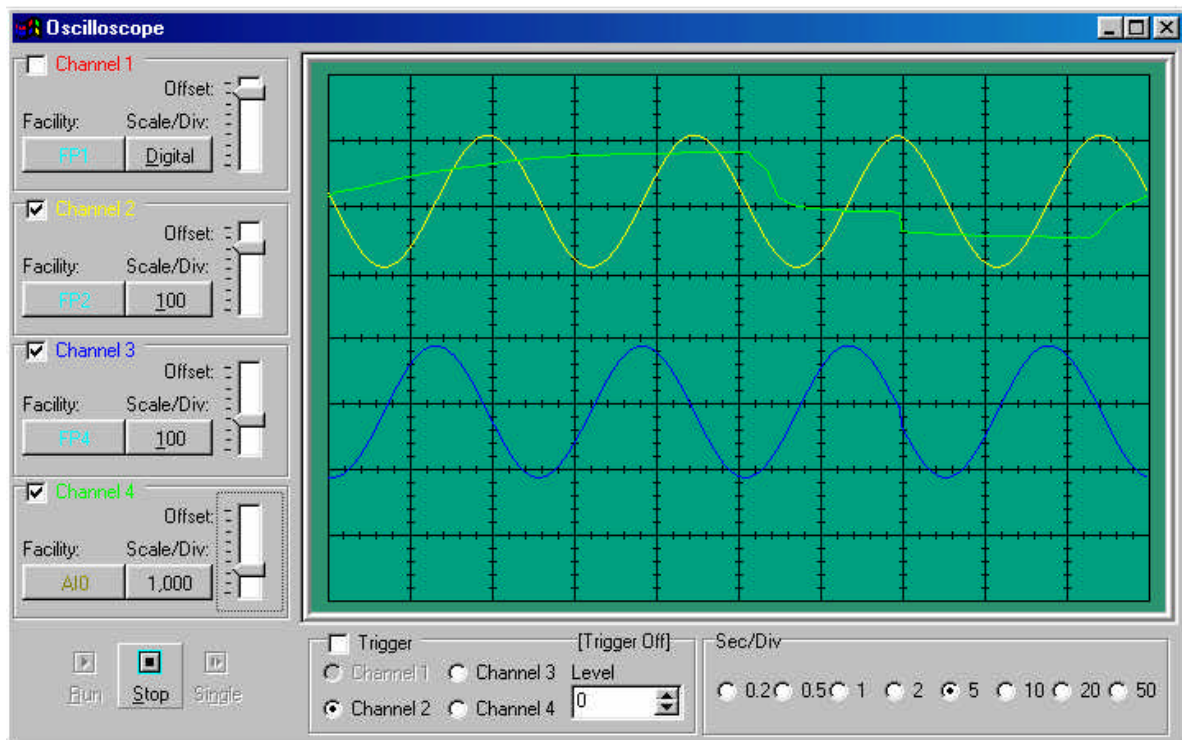 Oscilloscope
Channel 1
Offset:
Facility: Scale/Div:
FP1 Digital
Channel 2
Offset:
Facility: Scale/Div:
FP2 100
Channel 3
Offset:
Facility: Scale/Div:
FP4 100
Channel 4
Offset:
Facility: Scale/Div:
AI0 1,000
Run Stop Single
Trigger [Trigger Off]
Channel 1 Channel 3 Level
Channel 2 Channel 4 0
Sec/Div
0.2 0.5 1 2 5 10 20 50